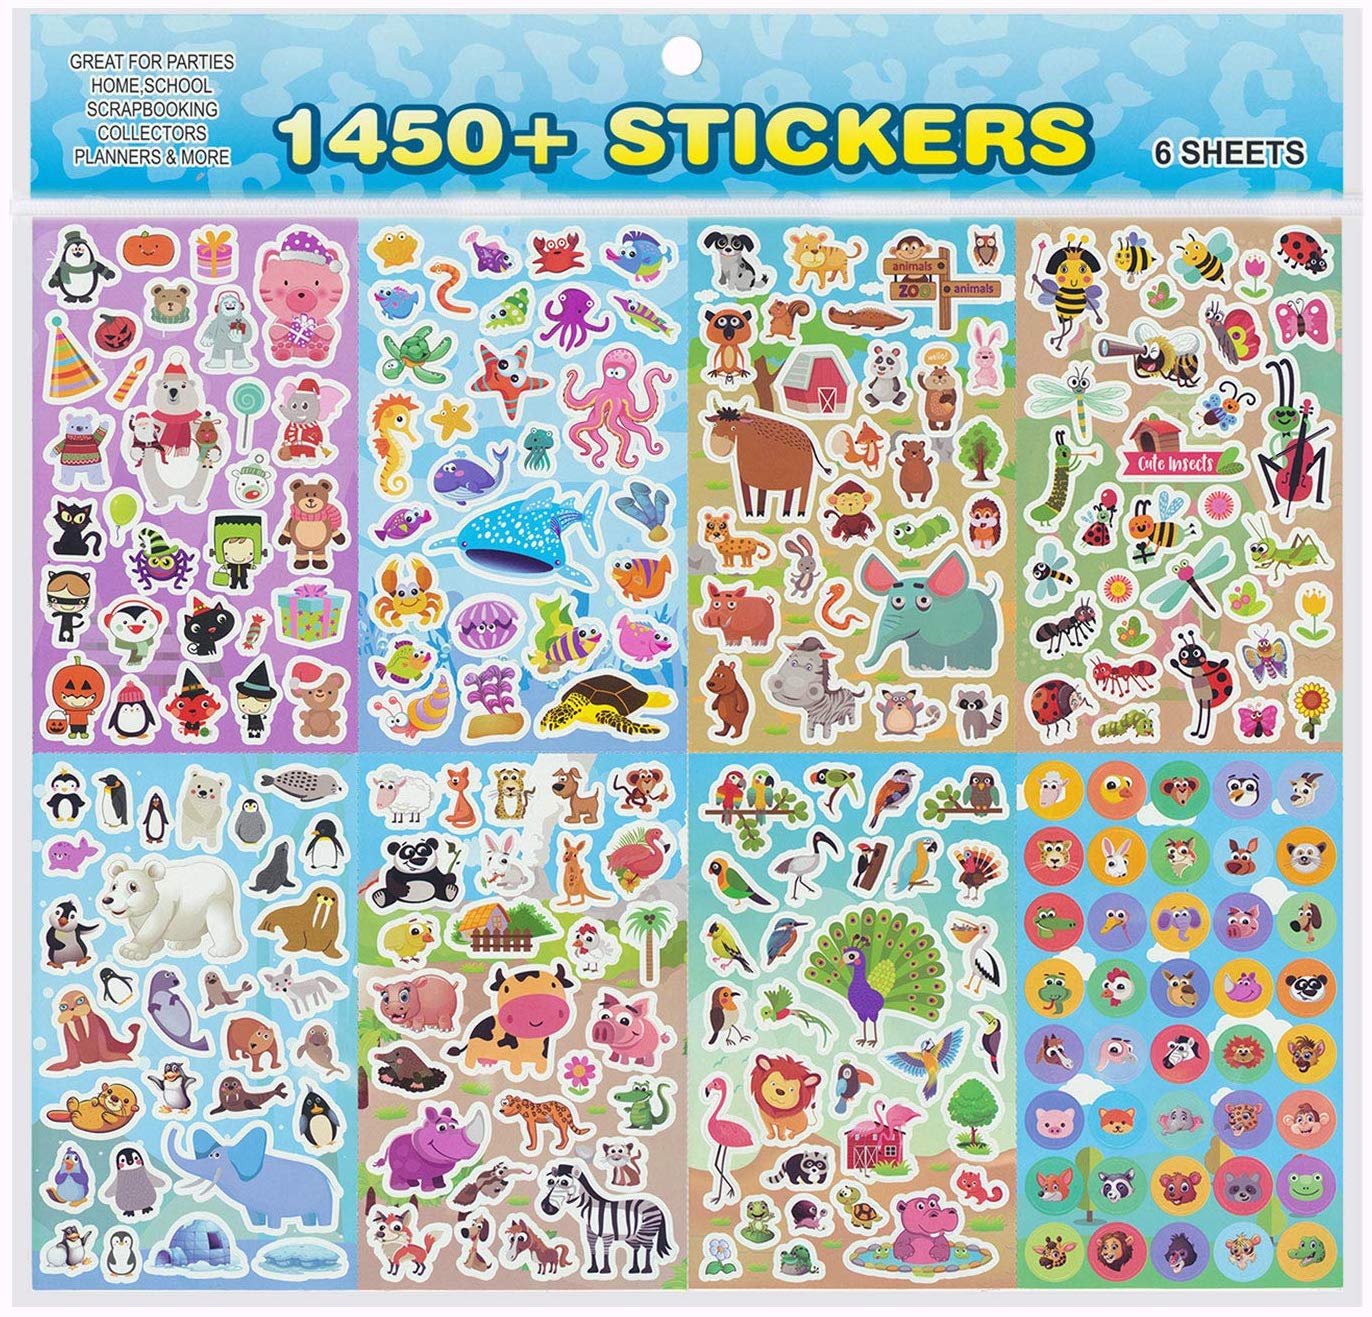 GREAT FOR PARTIES
HOME,SCHOOL
SCRAPBOOKING
COLLECTORS
PLANNERS & MORE
1450+ STICKERS
6 SHEETS
animals
ZOO
animals
hello!
Cute Insects